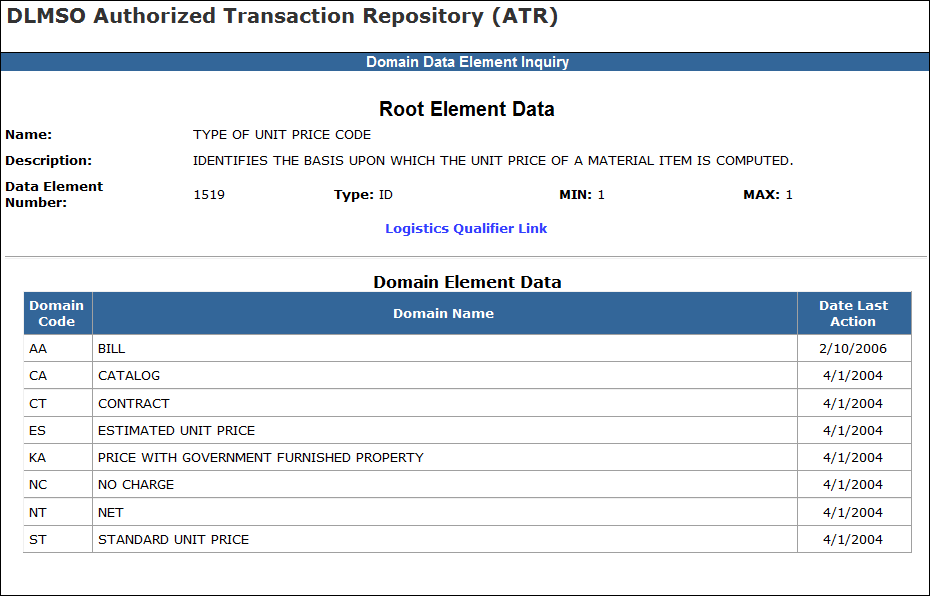 DLMSO Authorized Transaction Repository (ATR)
Domain Data Element Inquiry
Root Element Data
Name: TYPE OF UNIT PRICE CODE
Description: IDENTIFIES THE BASIS UPON WHICH THE UNIT PRICE OF A MATERIAL ITEM IS COMPUTED.
Data Element
Number: 1519 Type: ID MIN: 1 MAX: 1
Logistics Qualifier Link
Domain Element Data
Domain Code Domain Name Date Last Action
AA BILL 2/10/2006
CA CATALOG 4/1/2004
CT CONTRACT 4/1/2004
ES ESTIMATED UNIT PRICE 4/1/2004
KA PRICE WITH GOVERNMENT FURNISHED PROPERTY 4/1/2004
NC NO CHARGE 4/1/2004
NT NET 4/1/2004
ST STANDARD UNIT PRICE 4/1/2004